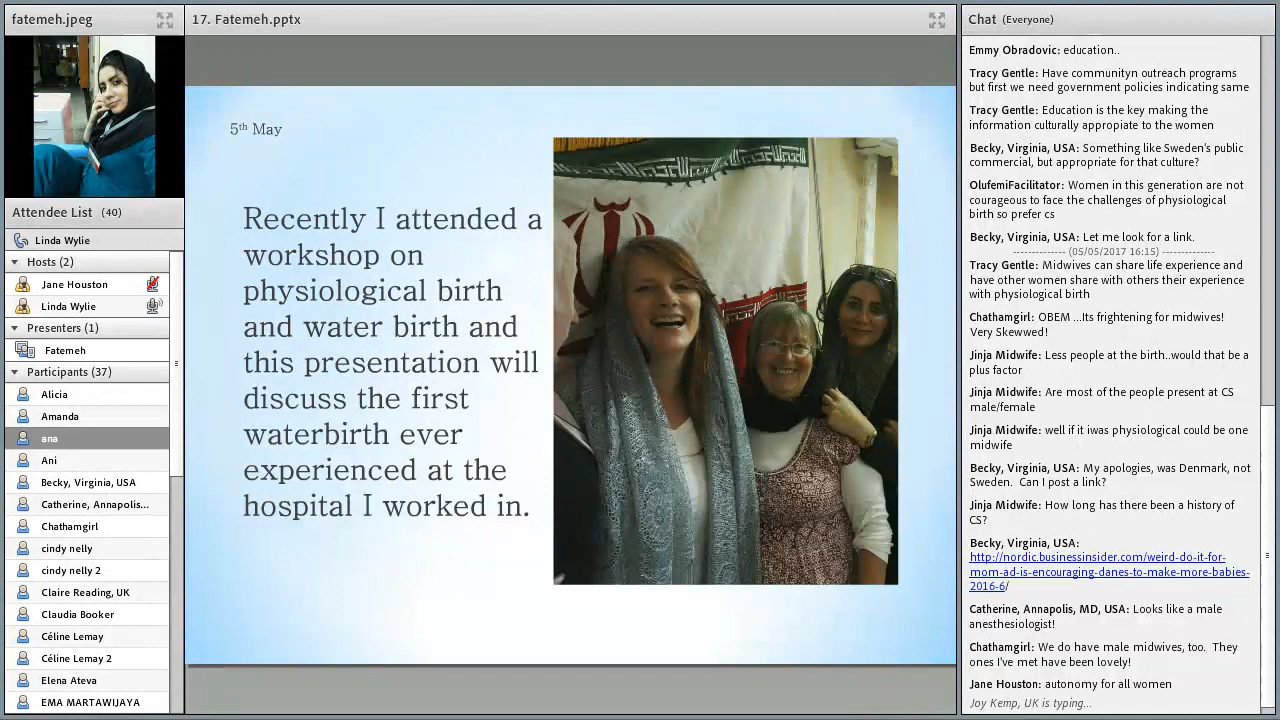 fatemeh.jpeg
Attendee List (40)
Linda Wylie
Hosts (2)
Jane Houston
Linda Wylie
Presenters (1)
Fatemeh
Participants (37)
Alicia
Amanda
ana
Ani
Becky, Virginia, USA
Catherine, Annapolis...
Chathamgirl
cindy nelly
cindy nelly 2
Claire Reading, UK
Claudia Booker
Céline Lemay
Céline Lemay 2
Elena Ateva
EMA MARTAWIJAYA
17. Fatemeh.pptx
5th May
Recently I attended a
workshop on
physiological birth
and water birth and
this presentation will
discuss the first
waterbirth ever
experienced at the
hospital I worked in.
Chat (Everyone)
Emmy Obradovic: education..
Tracy Gentle: Have communityn outreach programs
but first we need government policies indicating same
Tracy Gentle: Education is the key making the
information culturally appropiate to the women
Becky, Virginia, USA: Something like Sweden's public
commercial, but appropriate for that culture?
OlufemiFacilitator: Women in this generation are not
courageous to face the challenges of physiological
birth so prefer cs
Becky, Virginia, USA: Let me look for a link.
--------------- (05/05/2017 16:15) ---------------
Tracy Gentle: Midwives can share life experience and
have other women share with others their experience
with physiological birth
Chathamgirl: OBEM ...Its frightening for midwives!
Very Skewwed!
Jinja Midwife: Less people at the birth..would that be a
plus factor
Jinja Midwife: Are most of the people present at CS
male/female
Jinja Midwife: well if it iwas physiological could be one
midwife
Becky, Virginia, USA: My apologies, was Denmark, not
Sweden. Can I post a link?
Jinja Midwife: How long has there been a history of
CS?
Becky, Virginia, USA:
http://nordic.businessinsider.com/weird-do-it-for-
mom-ad-is-encouraging-danes-to-make-more-babies-
2016-6/
Catherine, Annapolis, MD, USA: Looks like a male
anesthesiologist!
Chathamgirl: We do have male midwives, too. They
ones I've met have been lovely!
Jane Houston: autonomy for all women
Joy Kemp, UK is typing...